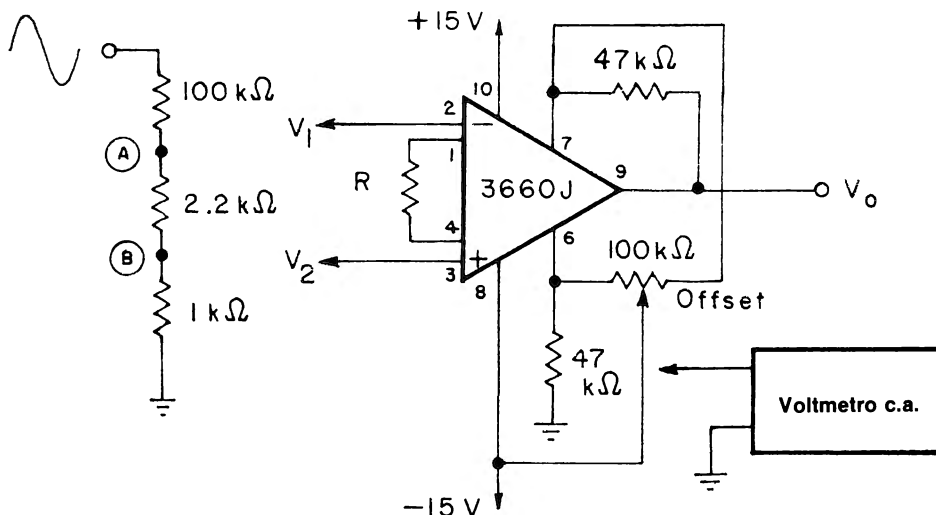 +15 V
47 kΩ
100 kΩ
10
2
−
7
V1
A
1
9
R
3660J
Vo
2.2 kΩ
4
6
B
+
100 kΩ
V2
3
8
Offset
1 kΩ
47
kΩ
Voltmetro c.a.
−15 V